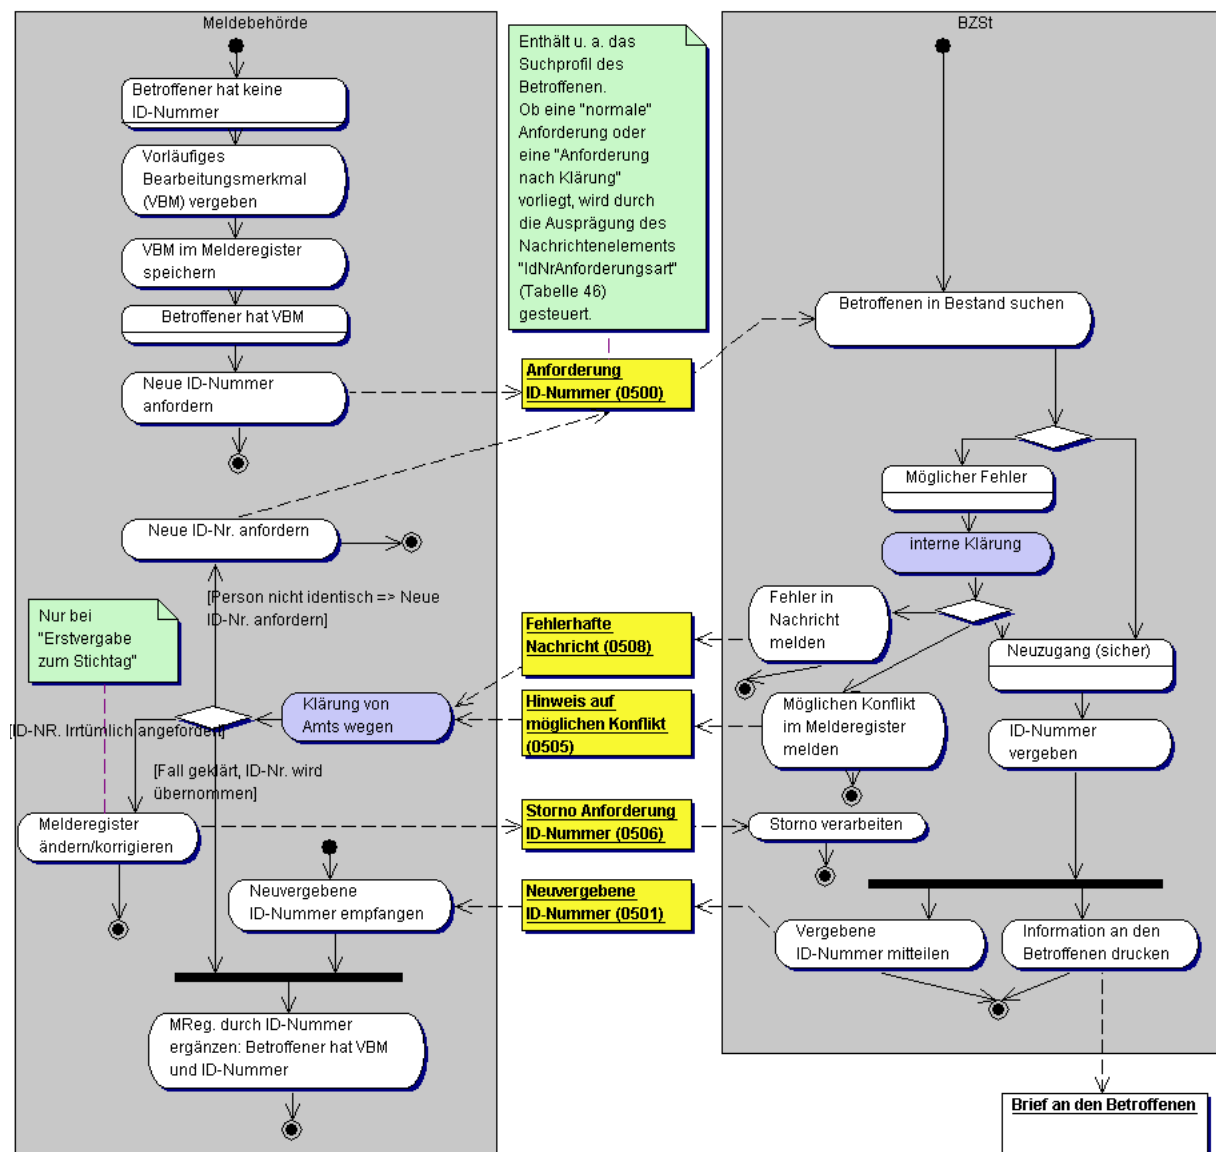 Meldebehörde
Betroffener hat keine
ID-Nummer
Vorläufiges
Bearbeitungsmerkmal
(VBM) vergeben
VBM im Melderegister
speichern
Betroffener hat VBM
Neue ID-Nummer
anfordern
Neue ID-Nr. anfordern
[Person nicht identisch => Neue
ID-Nr. anfordern]
Nur bei
"Erstvergabe
zum Stichtag"
Klärung von
Amts wegen
[ID-NR. Irrtümlich angefordert]
[Fall geklärt, ID-Nr. wird
übernommen]
Melderegister
ändern/korrigieren
Neuvergebene
ID-Nummer empfangen
MReg. durch ID-Nummer
ergänzen: Betroffener hat VBM
und ID-Nummer
Enthält u. a. das
Suchprofil des
Betroffenen.
Ob eine "normale"
Anforderung oder
eine "Anforderung
nach Klärung"
vorliegt, wird durch
die Ausprägung des
Nachrichtenelements
"IdNrAnforderungsart"
(Tabelle 46)
gesteuert.
Anforderung
ID-Nummer (0500)
Fehlerhafte
Nachricht (0508)
Hinweis auf
möglichen Konflikt
(0505)
Storno Anforderung
ID-Nummer (0506)
Neuvergebene
ID-Nummer (0501)
BZSt
Betroffenen in Bestand suchen
Möglicher Fehler
interne Klärung
Fehler in
Nachricht
melden
Neuzugang (sicher)
Möglichen Konflikt
im Melderegister
melden
ID-Nummer
vergeben
Storno verarbeiten
Vergebene
ID-Nummer mitteilen
Information an den
Betroffenen drucken
Brief an den Betroffenen